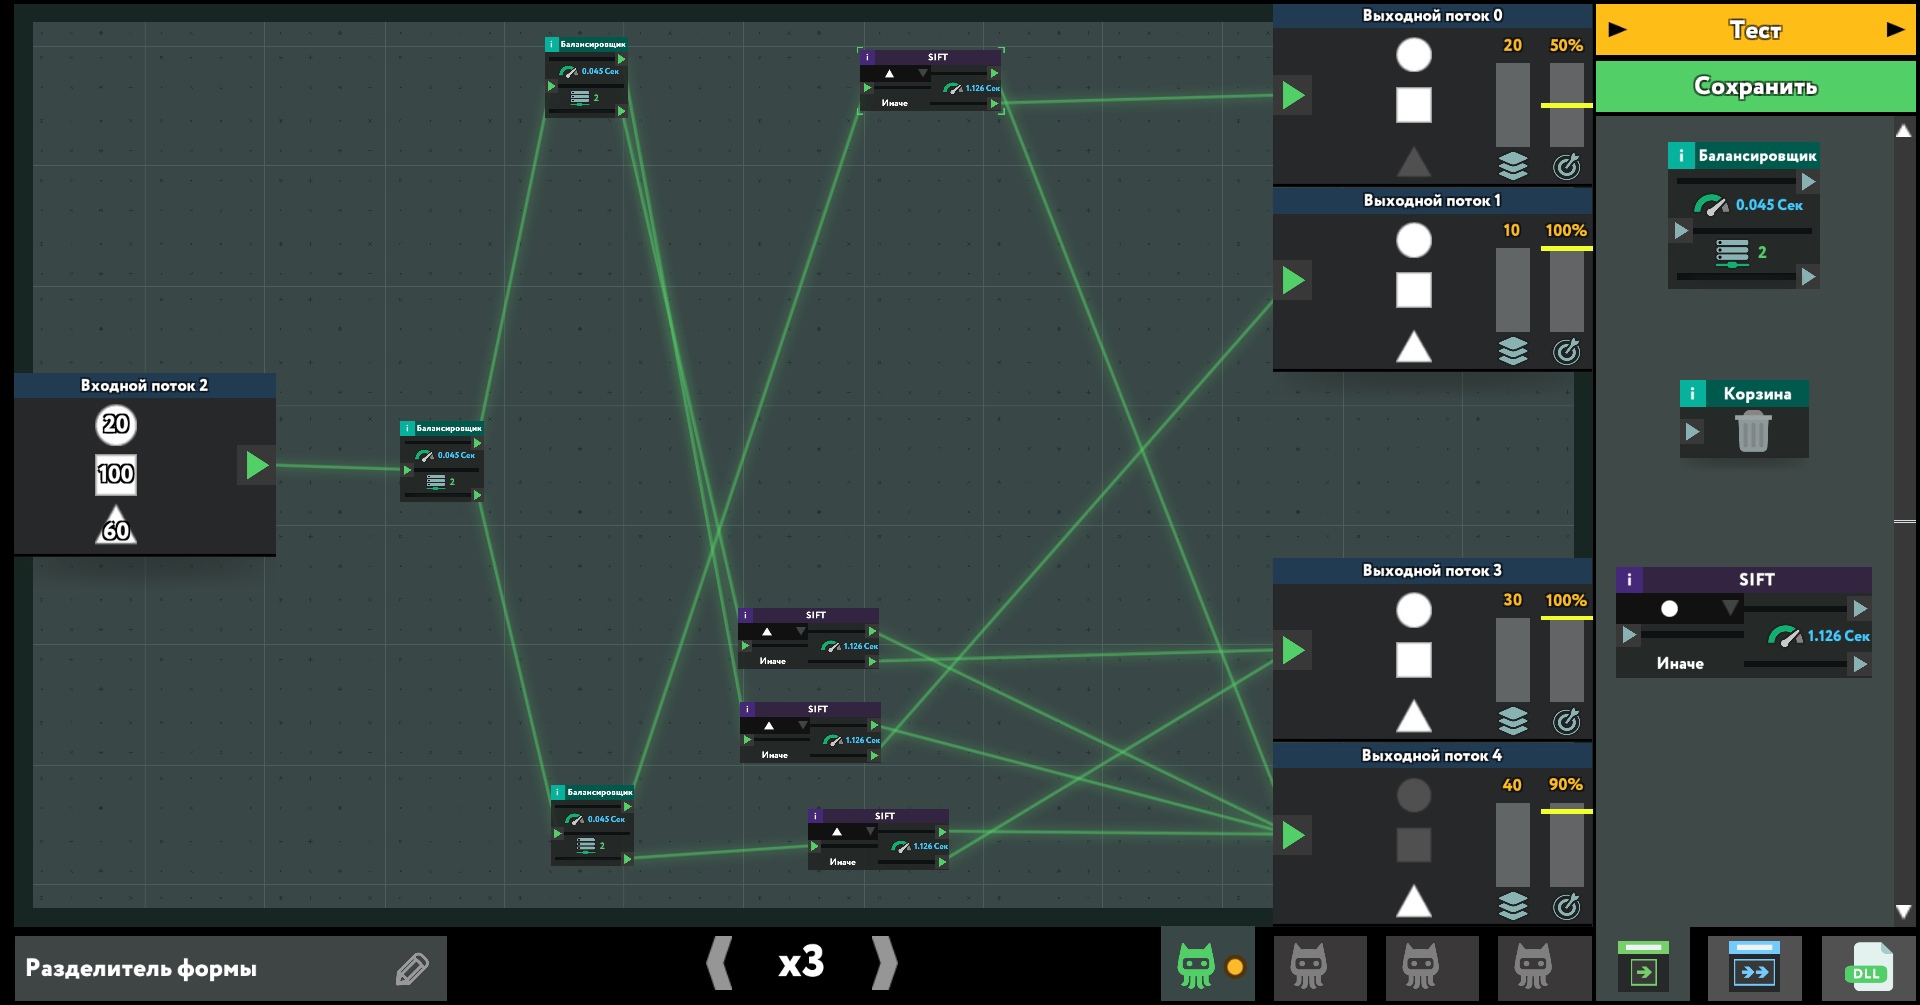 Входной поток 2
20
100
60
i Балансировщик
0.045 Сек
2
i Балансировщик
0.045 Сек
2
i Балансировщик
0.045 Сек
2
i SIFT
1.126 Сек
Иначе
i SIFT
1.126 Сек
Иначе
i SIFT
1.126 Сек
Иначе
i SIFT
1.126 Сек
Иначе
Выходной поток 0
20 50%
Выходной поток 1
10 100%
Выходной поток 3
30 100%
Выходной поток 4
40 90%
Тест
Сохранить
i Балансировщик
0.045 Сек
2
i Корзина
i SIFT
1.126 Сек
Иначе
Разделитель формы
x3
DLL